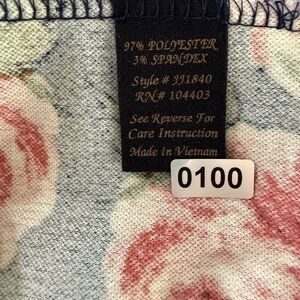 97% POLYESTER
3% SPANDEX
Style # JJ1840
RN # 104403
See Reverse For
Care Instruction
Made In Vietnam
0100